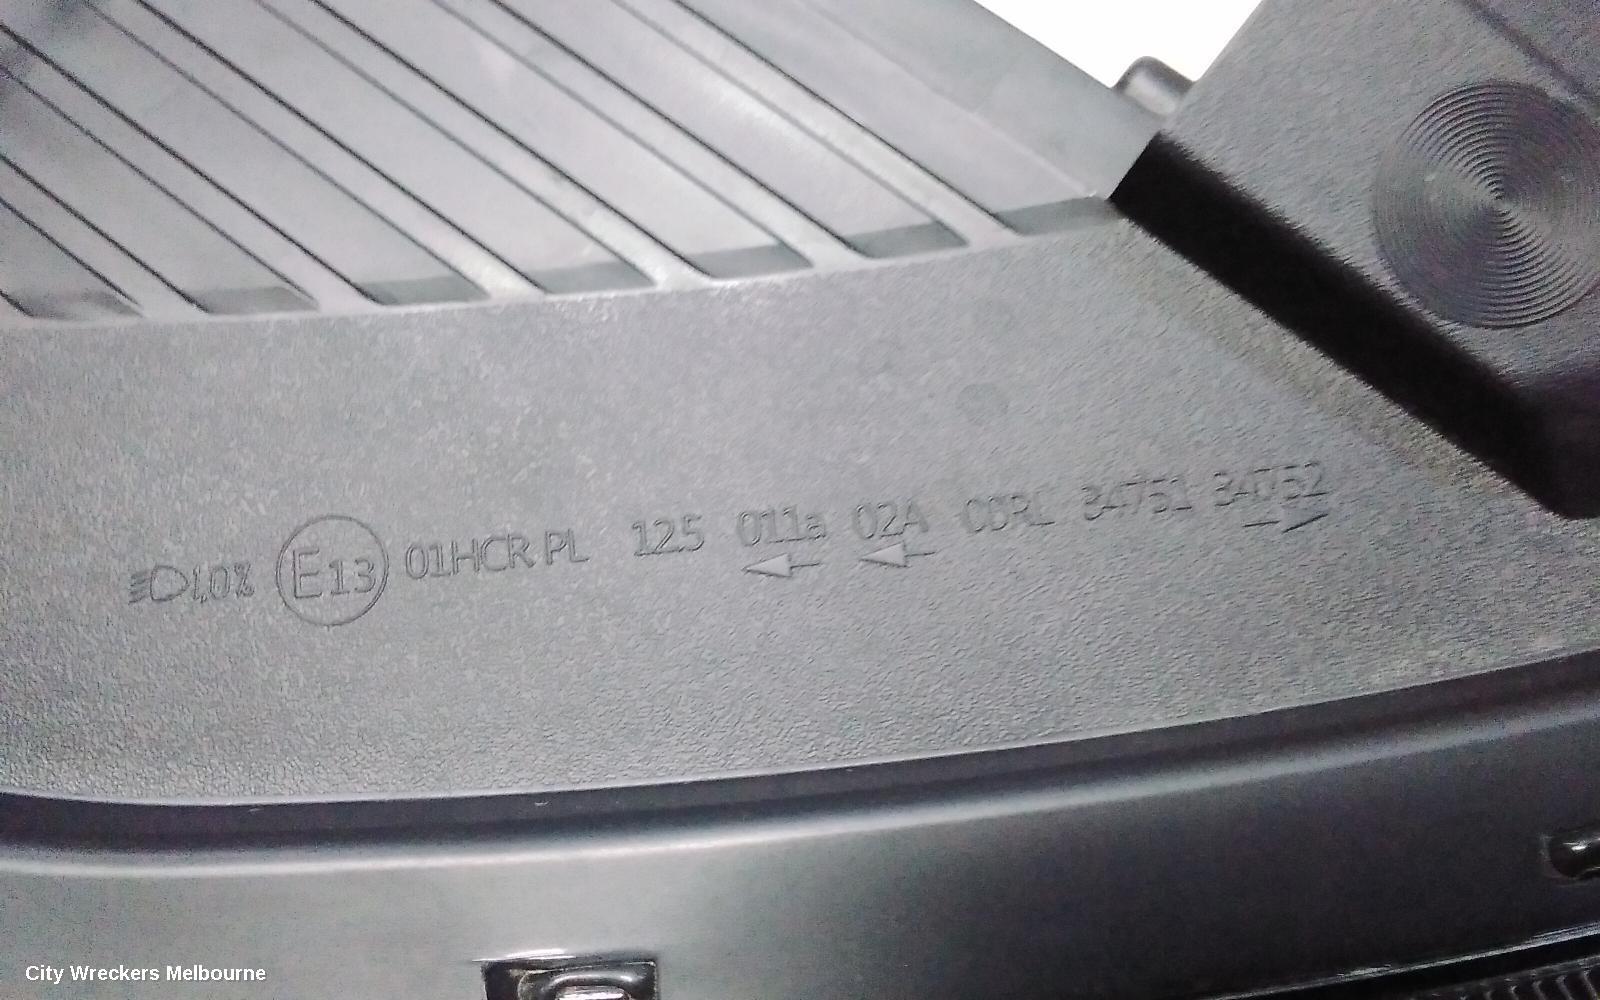 1,0% E13 01HCR PL 12.5 011a 02A 00RL 34751 34752
City Wreckers Melbourne